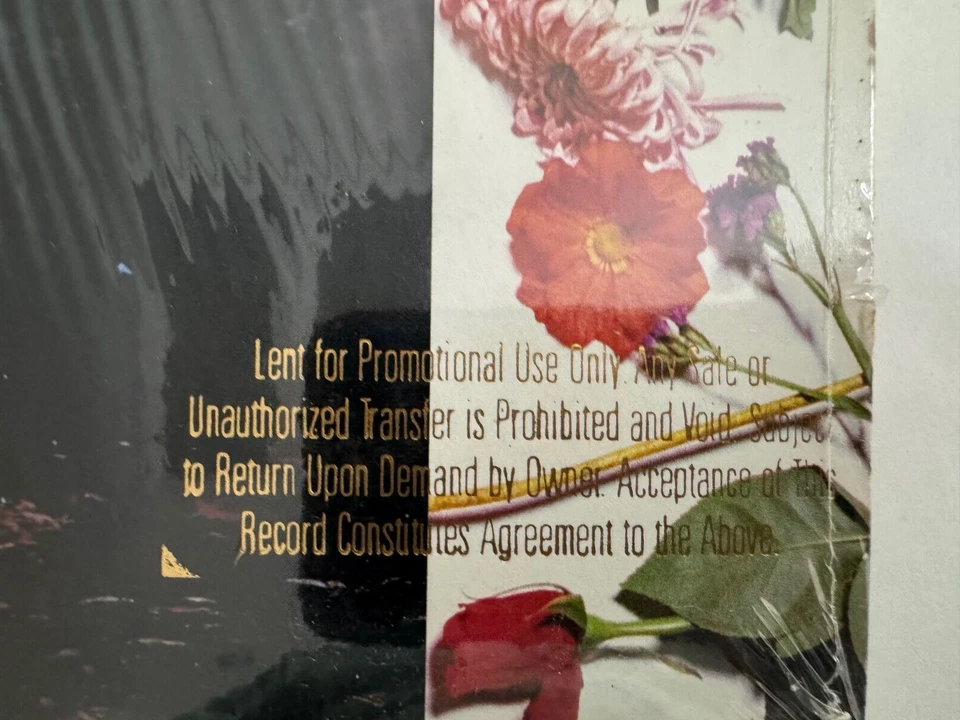 Lent for Promotional Use Only. Any Sale or
Unauthorized Transfer is Prohibited and Void. Subject
to Return Upon Demand by Owner. Acceptance of This
Record Constitutes Agreement to the Above.